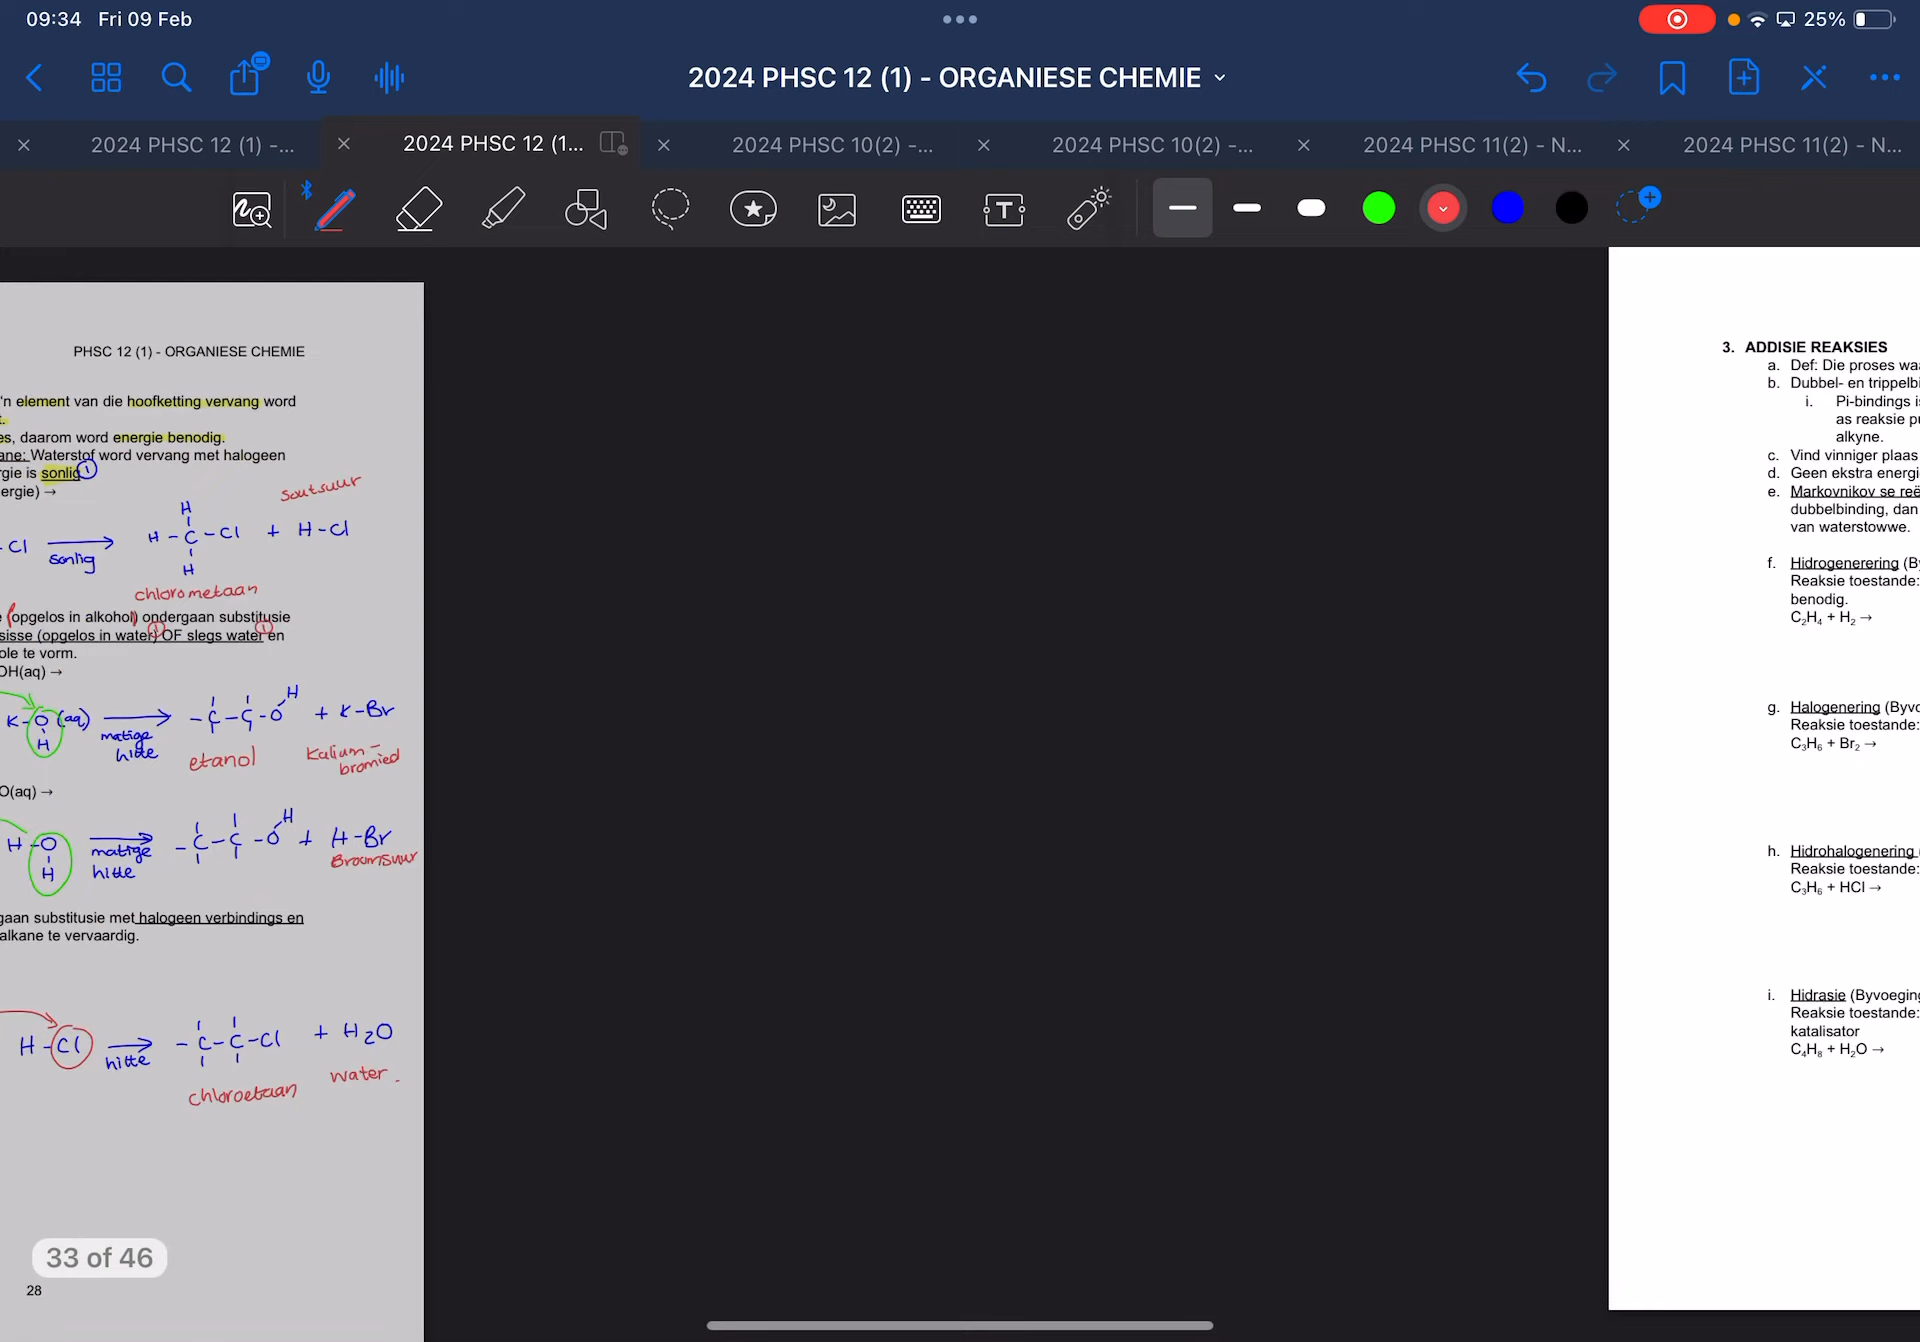 09:34 Fri 09 Feb
25%
2024 PHSC 12 (1) - ORGANIESE CHEMIE
2024 PHSC 12 (1) -...
2024 PHSC 12 (1...
2024 PHSC 10(2) -...
2024 PHSC 10(2) -...
2024 PHSC 11(2) - N...
2024 PHSC 11(2) - N...
PHSC 12 (1) - ORGANIESE CHEMIE
'n element van die hoofketting vervang word
t.
es, daarom word energie benodig.
ane: Waterstof word vervang met halogeen
rgie is sonlig 1
ergie) →
soutsuur
H
- Cl sonlig → H - C - Cl + H - Cl
H
chlorometaan
e (opgelos in alkohol) ondergaan substitusie
sisse (opgelos in water) OF slegs water en
ole te vorm.
OH(aq) →
H
K-O (aq) → - C - C - O + K - Br
H matige hitte
etanol Kalium-bromied
O(aq) →
H
H - O → - C - C - O + H - Br
H matige hitte
Broomsuur
gaan substitusie met halogeen verbindings en
alkane te vervaardig.
H - Cl → - C - C - Cl + H2O
hitte
chloroetaan water.
33 of 46
28
3. ADDISIE REAKSIES
a. Def: Die proses waa
b. Dubbel- en trippelbi
i. Pi-bindings is
as reaksie pu
alkyne.
c. Vind vinniger plaas
d. Geen ekstra energi
e. Markovnikov se reë
dubbelbinding, dan
van waterstowwe.
f. Hidrogenerering (By
Reaksie toestande:
benodig.
C₂H₄ + H₂ →
g. Halogenering (Byvo
Reaksie toestande:
C₃H₆ + Br₂ →
h. Hidrohalogenering (
Reaksie toestande:
C₃H₆ + HCl →
i. Hidrasie (Byvoeging
Reaksie toestande:
katalisator
C₄H₈ + H₂O →